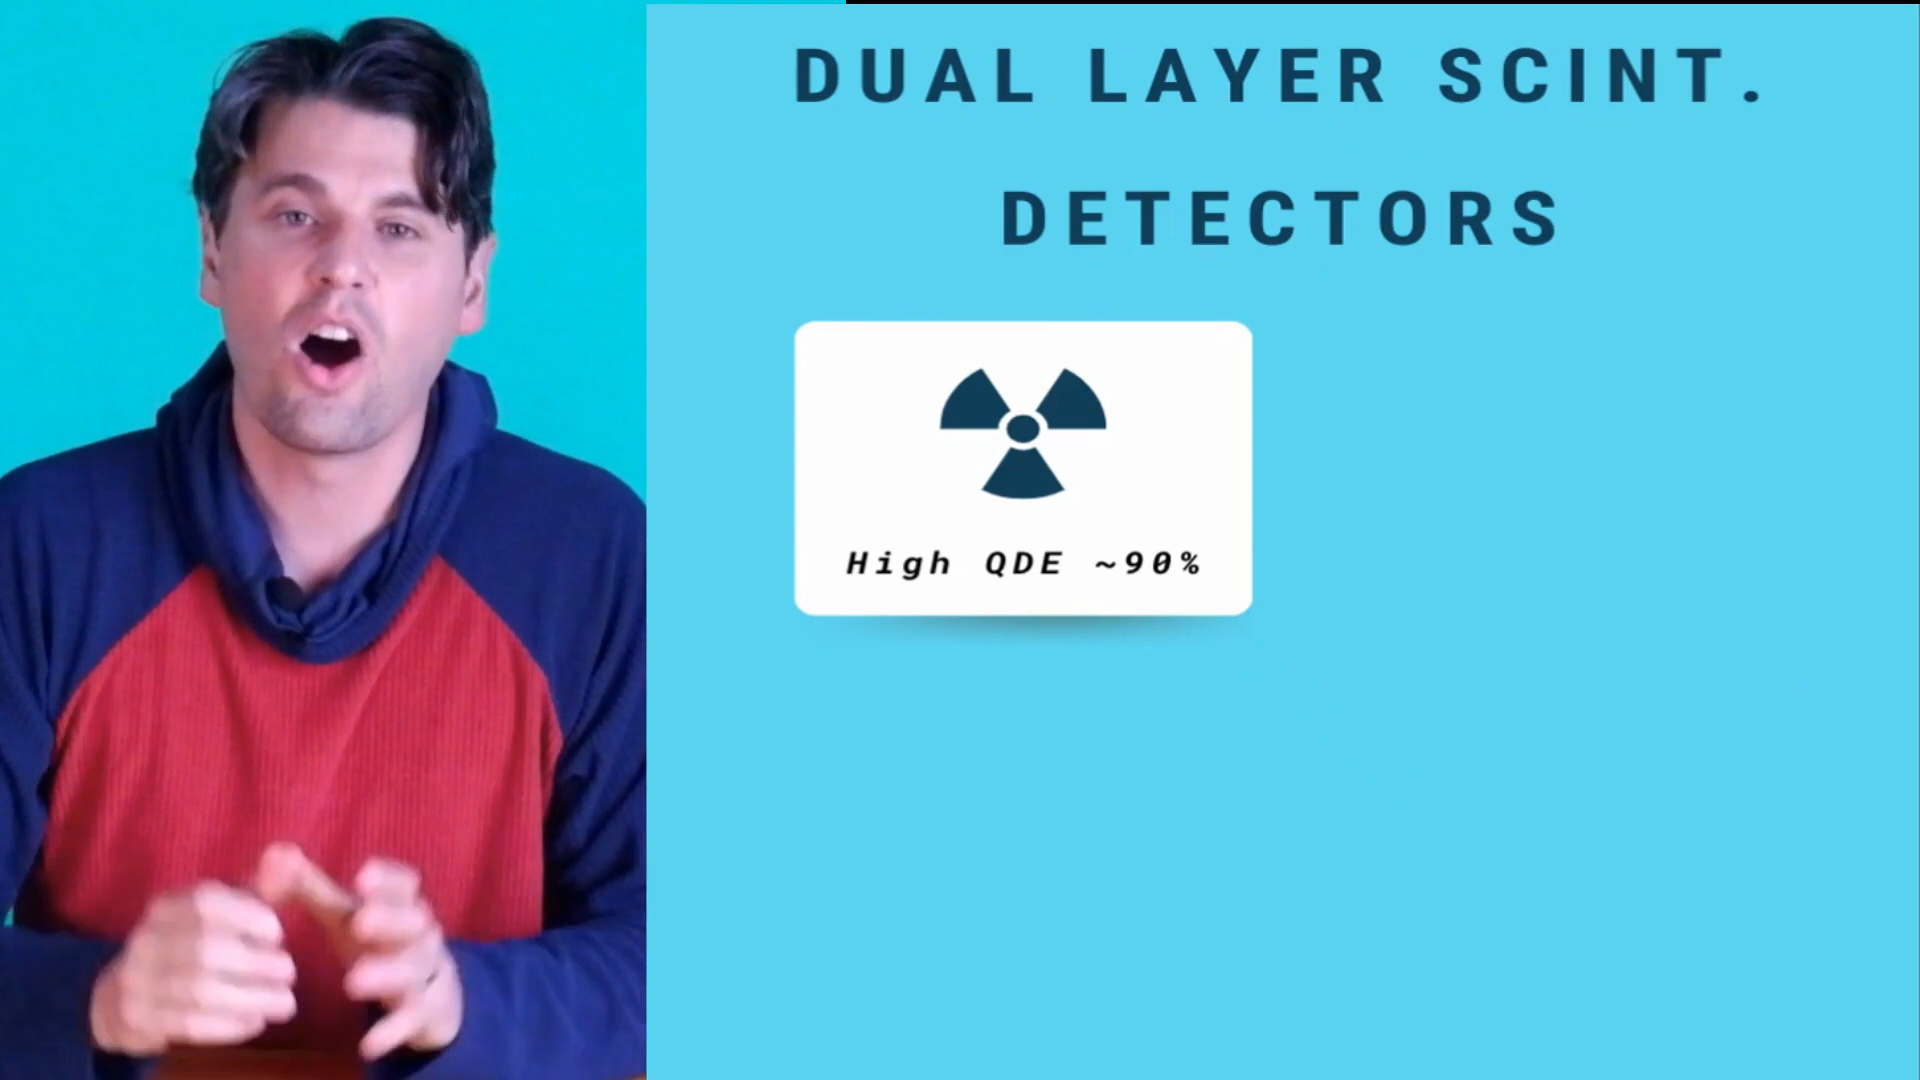 DUAL LAYER SCINT.
DETECTORS
High QDE ~90%